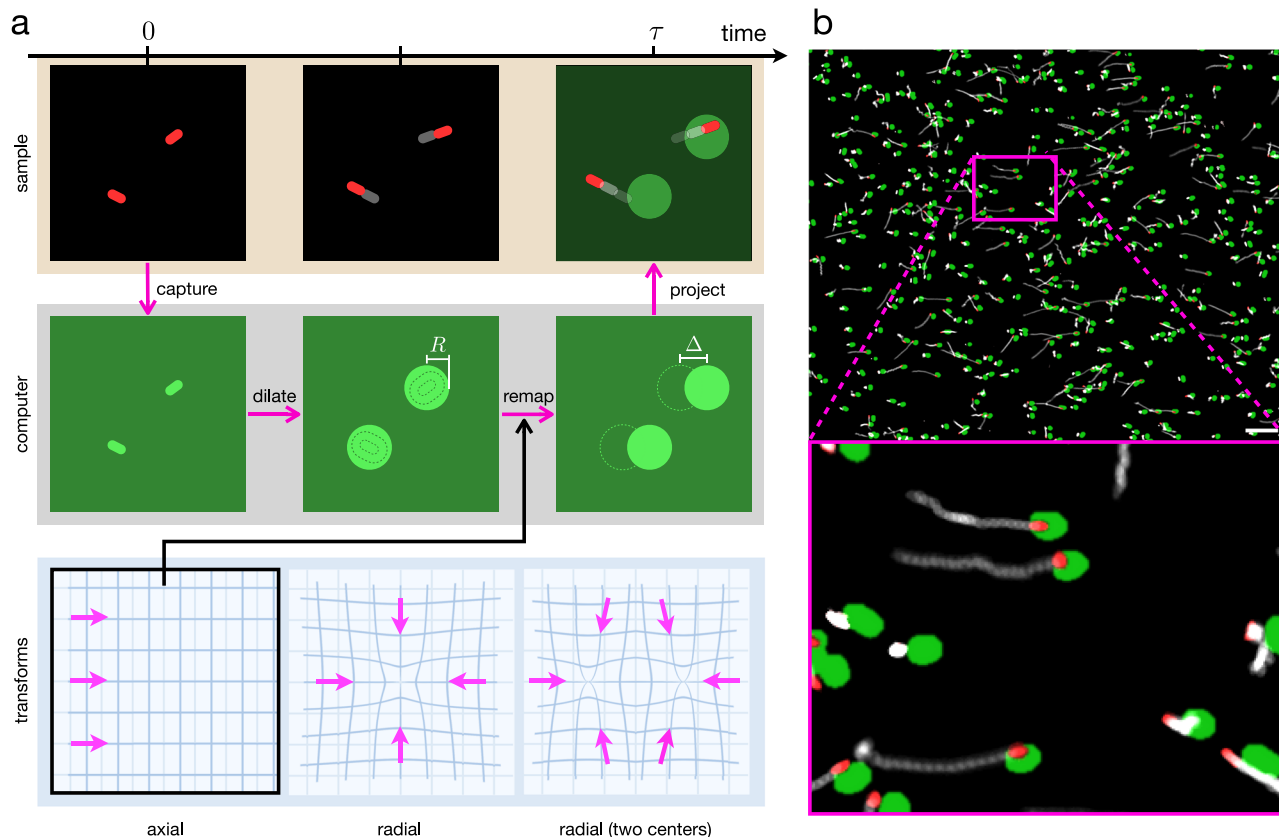 a
0
τ
time
sample
capture
project
computer
R
dilate
remap
Δ
transforms
axial
radial
radial (two centers)
b